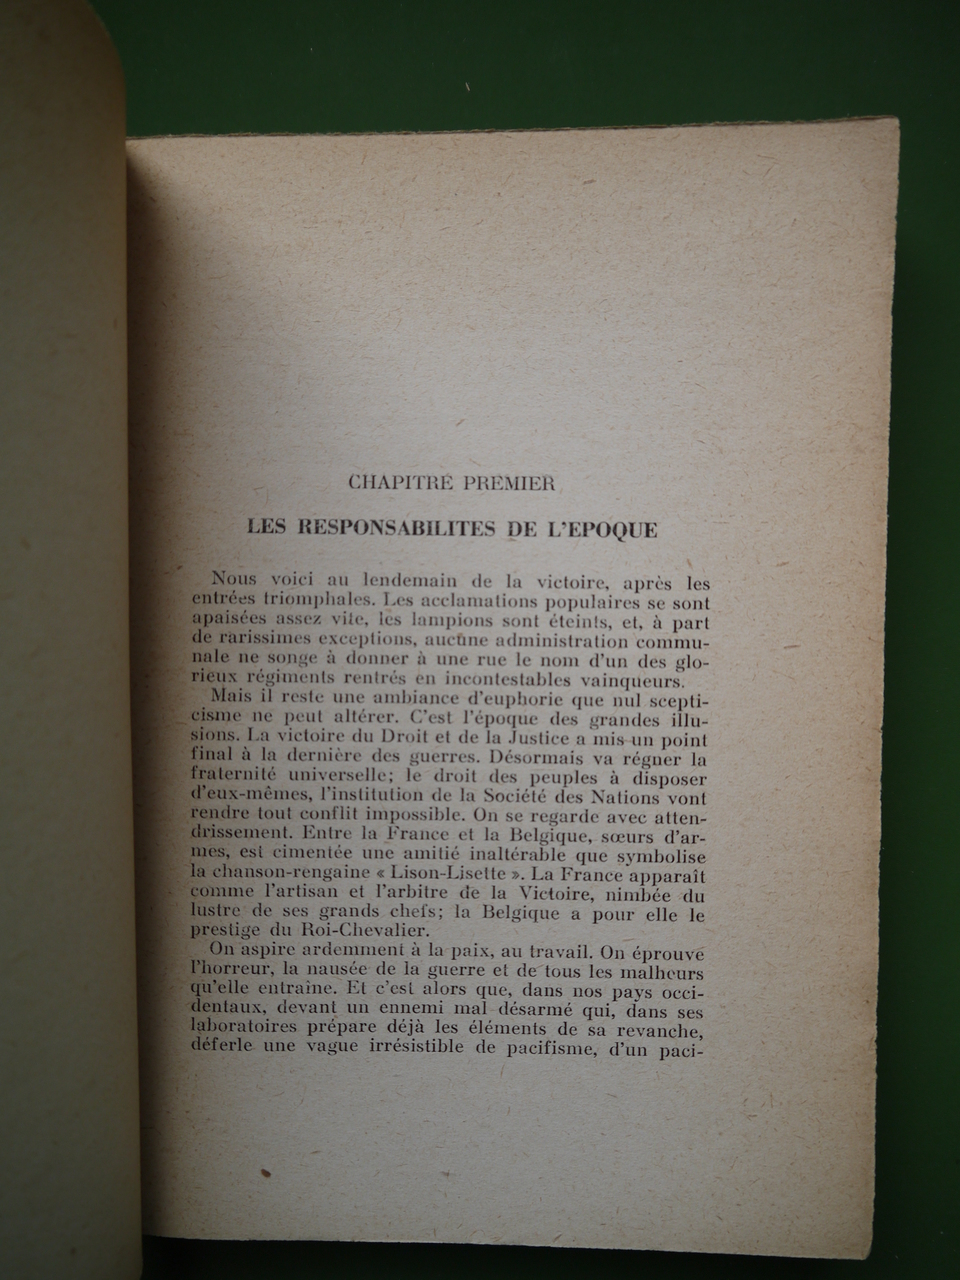 CHAPITRE PREMIER
LES RESPONSABILITES DE L'EPOQUE
Nous voici au lendemain de la victoire, après les
entrées triomphales. Les acclamations populaires se sont
apaisées assez vite, les lampions sont éteints, et, à part
de rarissimes exceptions, aucune administration commu-
nale ne songe à donner à une rue le nom d'un des glo-
rieux régiments rentrés en incontestables vainqueurs.
Mais il reste une ambiance d'euphorie que nul scepti-
cisme ne peut altérer. C'est l'époque des grandes illu-
sions. La victoire du Droit et de la Justice a mis un point
final à la dernière des guerres. Désormais va régner la
fraternité universelle; le droit des peuples à disposer
d'eux-mêmes, l'institution de la Société des Nations vont
rendre tout conflit impossible. On se regarde avec atten-
drissement. Entre la France et la Belgique, sœurs d'ar-
mes, est cimentée une amitié inaltérable que symbolise
la chanson-rengaine « Lison-Lisette ». La France apparaît
comme l'artisan et l'arbitre de la Victoire, nimbée du
lustre de ses grands chefs; la Belgique a pour elle le
prestige du Roi-Chevalier.
On aspire ardemment à la paix, au travail. On éprouve
l'horreur, la nausée de la guerre et de tous les malheurs
qu'elle entraine. Et c'est alors que, dans nos pays occi-
dentaux, devant un ennemi mal désarmé qui, dans ses
laboratoires prépare déjà les éléments de sa revanche,
déferle une vague irrésistible de pacifisme, d'un paci-